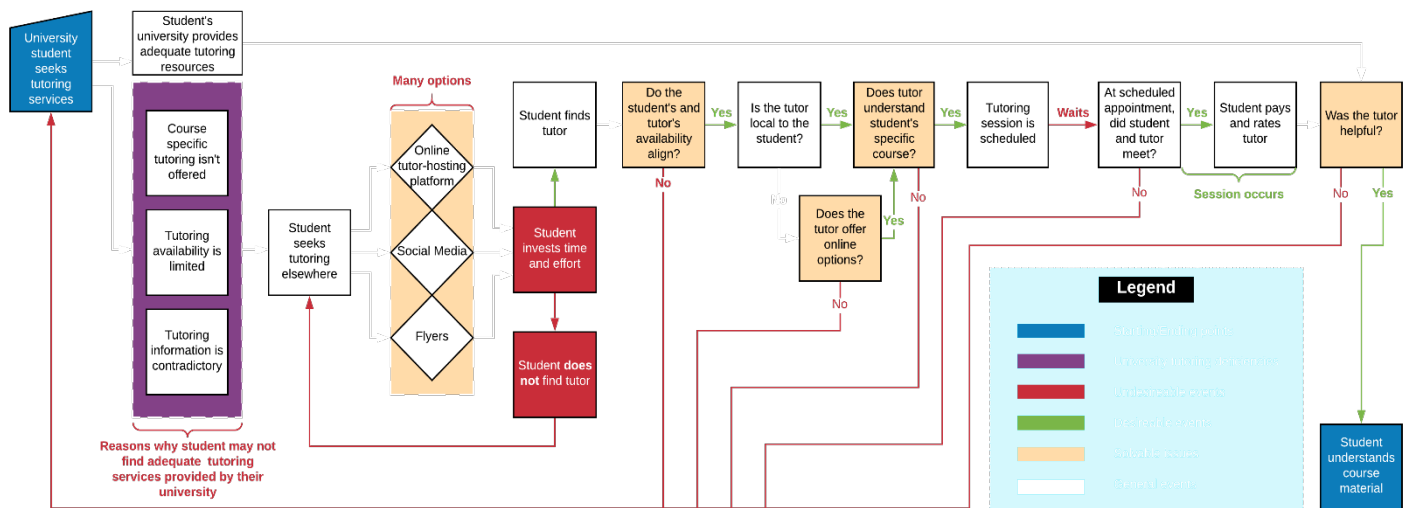 University
student
seeks
tutoring
services
Student's
university provides
adequate tutoring
resources
Course
specific
tutoring isn't
offered
Tutoring
availability is
limited
Tutoring
information is
contradictory
Reasons why student may not
find adequate tutoring
services provided by their
university
Student
seeks
tutoring
elsewhere
Many options
Online
tutor-hosting
platform
Social Media
Flyers
Student finds
tutor
Student
invests time
and effort
Student does
not find tutor
Do the
student's and
tutor's
availability
align?
Yes
No
Is the tutor
local to the
student?
Yes
No
Does the
tutor offer
online
options?
Yes
No
Does tutor
understand
student's
specific
course?
Yes
No
Tutoring
session is
scheduled
Waits
At scheduled
appointment,
did student
and tutor
meet?
Yes
No
Student pays
and rates
tutor
Session occurs
Was the tutor
helpful?
No
Yes
Student
understands
course
material
Legend
Undesireable events
General events